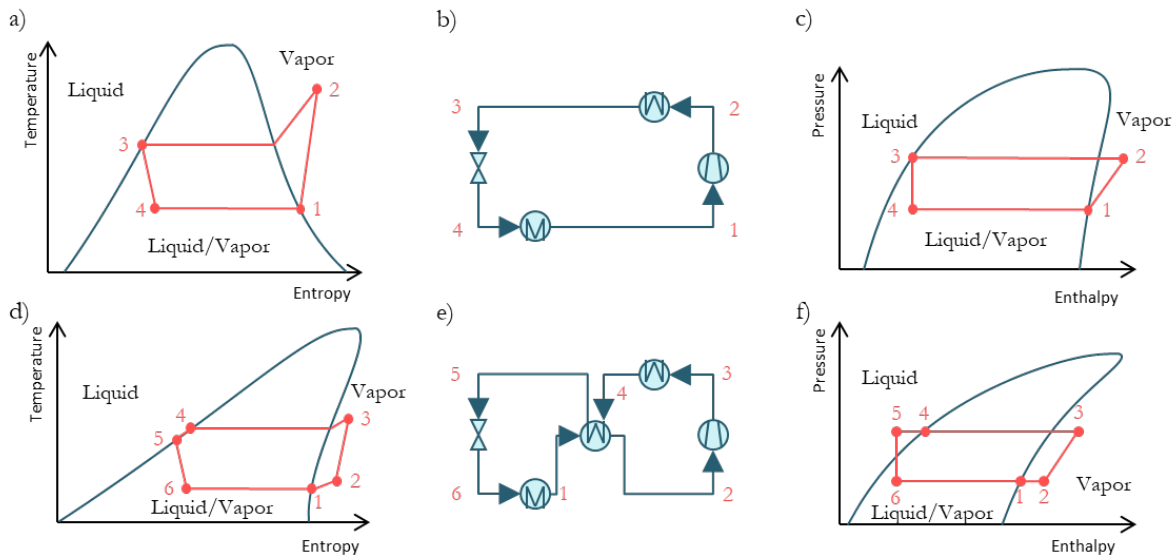 a)
Temperature
Liquid
Vapor
2
3
4
1
Liquid/Vapor
Entropy
b)
3
2
4
1
c)
Pressure
Liquid
Vapor
3
2
4
1
Liquid/Vapor
Enthalpy
d)
Temperature
Liquid
Vapor
4
3
5
2
6
1
Liquid/Vapor
Entropy
e)
5
4
3
6
1
2
f)
Pressure
Liquid
5
4
3
6
1
2
Vapor
Liquid/Vapor
Enthalpy